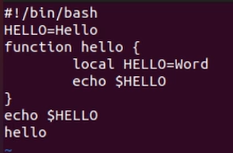 #!/bin/bash
HELLO=Hello
function hello {
        local HELLO=Word
        echo $HELLO
}
echo $HELLO
hello
~